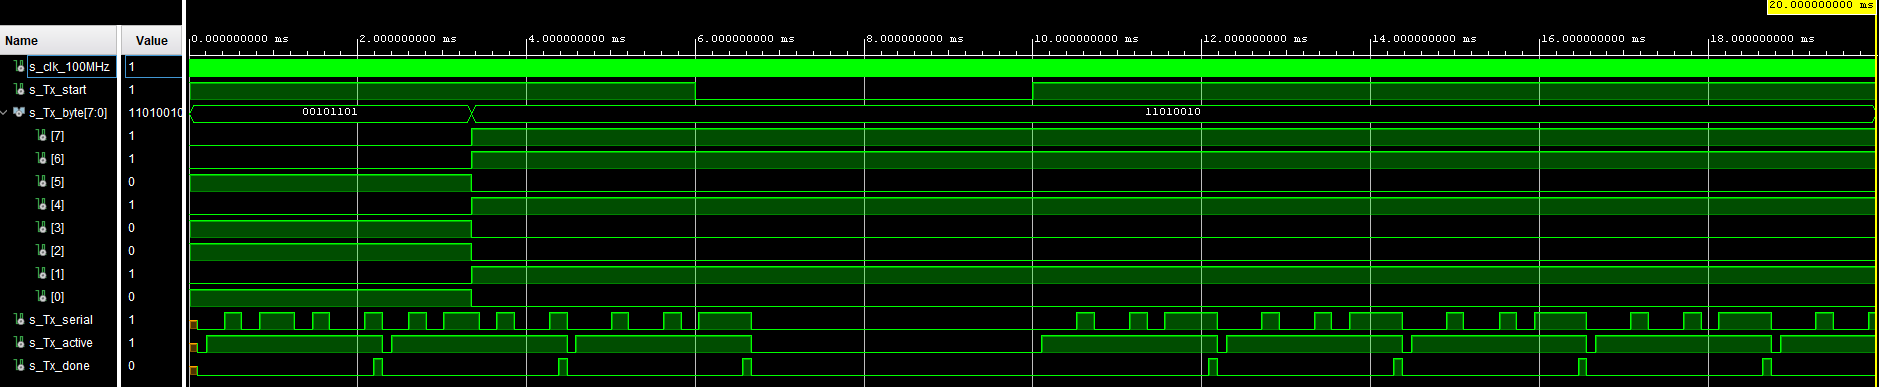 20.000000000 ms
Name Value
0.000000000 ms 2.000000000 ms 4.000000000 ms 6.000000000 ms 8.000000000 ms 10.000000000 ms 12.000000000 ms 14.000000000 ms 16.000000000 ms 18.000000000 ms
s_clk_100MHz 1
s_Tx_start 1
s_Tx_byte[7:0] 11010010 00101101 11010010
[7] 1
[6] 1
[5] 0
[4] 1
[3] 0
[2] 0
[1] 1
[0] 0
s_Tx_serial 1
s_Tx_active 1
s_Tx_done 0